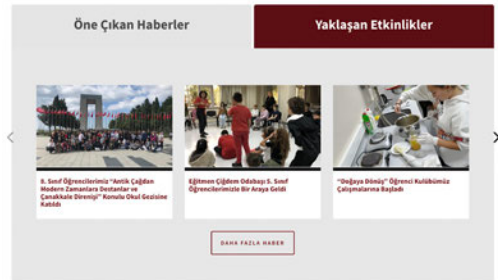 Öne Çıkan Haberler
Yaklaşan Etkinlikler
8. Sınıf Öğrencilerimiz "Antik Çağdan
Modern Zamanlara Destanlar ve
Çanakkale Direnişi" Konulu Okul Gezisine
Katıldı
Eğitmen Çiğdem Odabaşı 5. Sınıf
Öğrencilerimizle Bir Araya Geldi
"Doğaya Dönüş" Öğrenci Kulübümüz
Çalışmalarına Başladı
DAHA FAZLA HABER